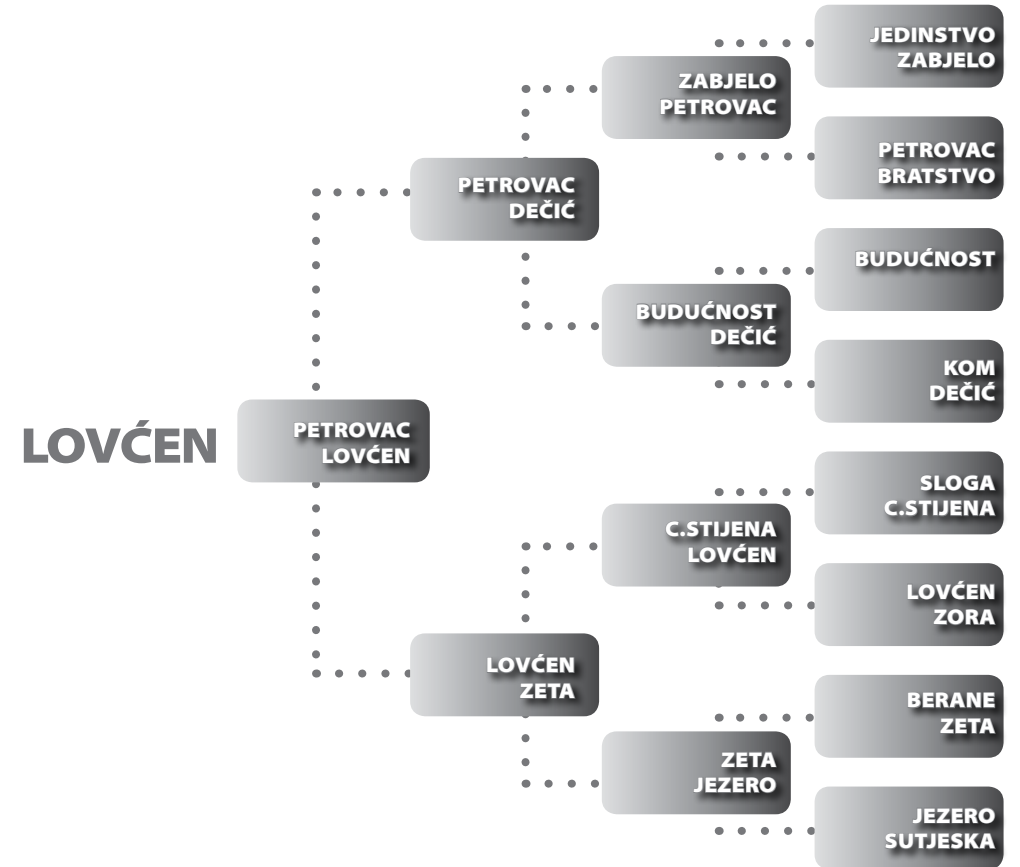 JEDINSTVO
ZABJELO
ZABJELO
PETROVAC
PETROVAC
BRATSTVO
PETROVAC
DEČIĆ
BUDUĆNOST
BUDUĆNOST
DEČIĆ
KOM
DEČIĆ
LOVĆEN
PETROVAC
LOVĆEN
SLOGA
C.STIJENA
C.STIJENA
LOVĆEN
LOVĆEN
ZORA
LOVĆEN
ZETA
BERANE
ZETA
ZETA
JEZERO
JEZERO
SUTJESKA